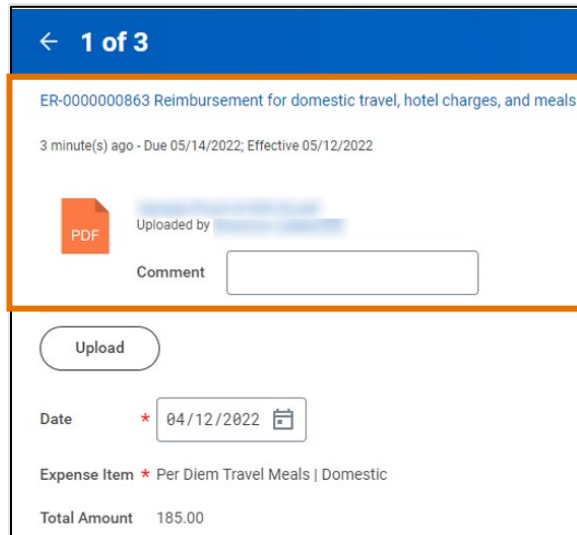 ← 1 of 3
ER-0000000863 Reimbursement for domestic travel, hotel charges, and meals
3 minute(s) ago - Due 05/14/2022; Effective 05/12/2022
PDF
Uploaded by
Comment
Upload
Date * 04/12/2022
Expense Item * Per Diem Travel Meals | Domestic
Total Amount 185.00